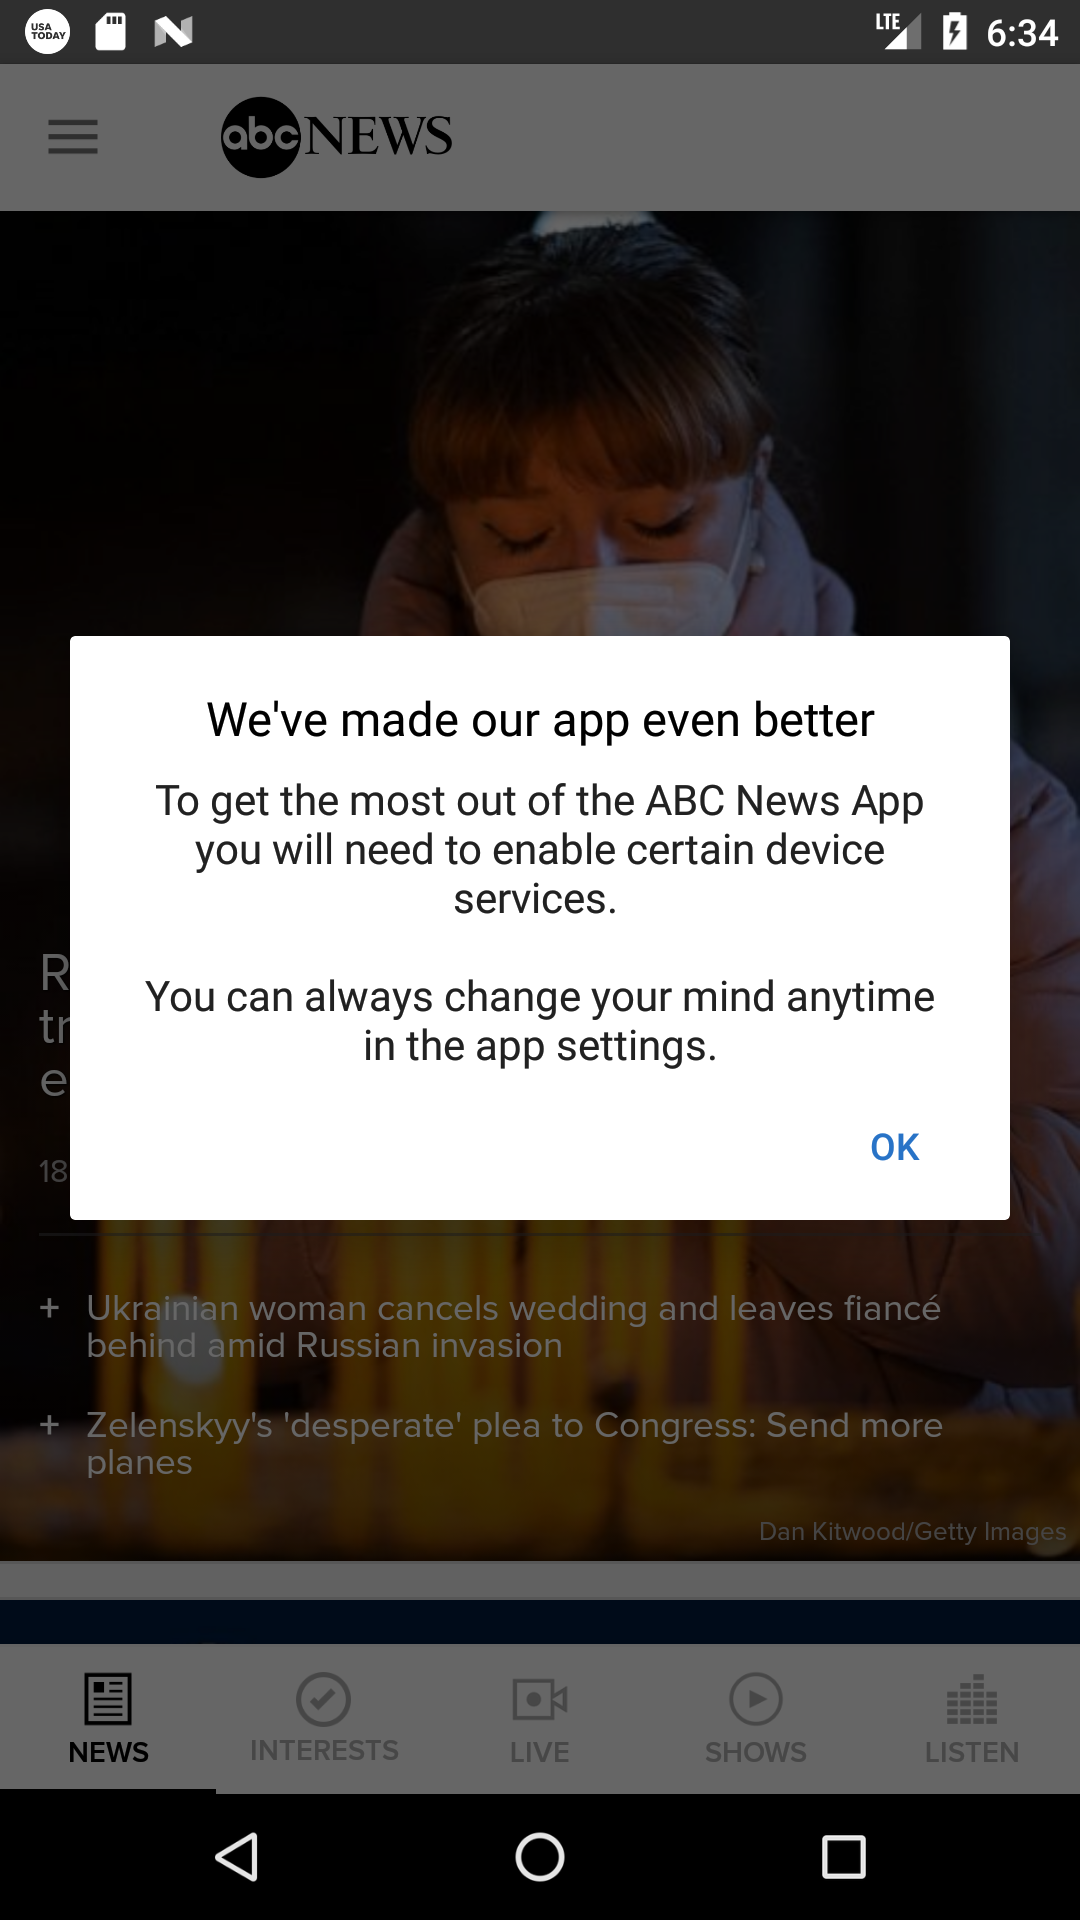 USA
TODAY
LTE
6:34
abc NEWS
We've made our app even better
To get the most out of the ABC News App
you will need to enable certain device
services.
You can always change your mind anytime
in the app settings.
OK
R
tr
e
18
+ Ukrainian woman cancels wedding and leaves fiancé
behind amid Russian invasion
+ Zelenskyy's 'desperate' plea to Congress: Send more
planes
Dan Kitwood/Getty Images
NEWS
INTERESTS
LIVE
SHOWS
LISTEN